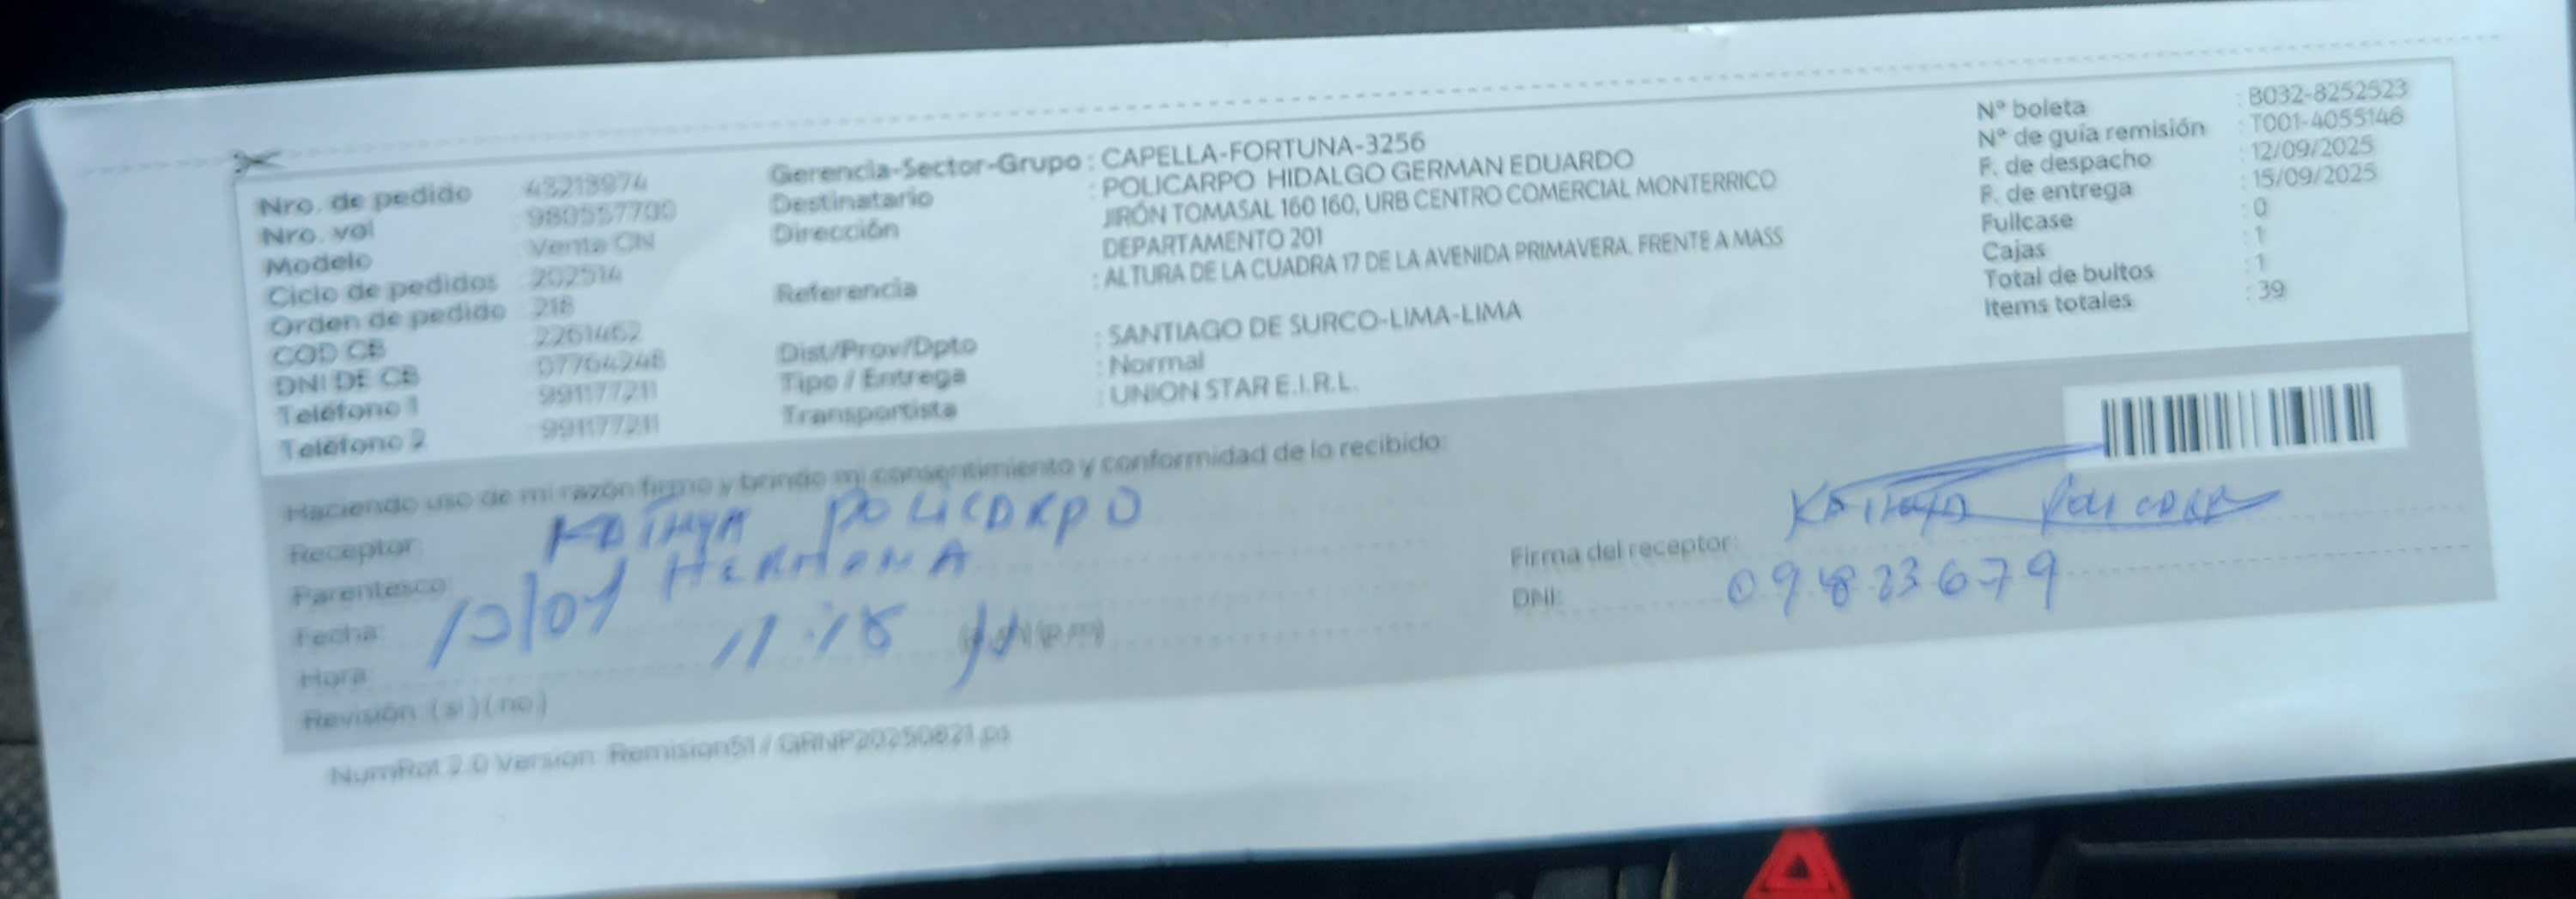 Nro. de pedido : 43213974
Nro. vol : 980557700
Modelo : Venta CN
Ciclo de pedidos : 202514
Orden de pedido : 218
COD CB : 2261462
DNI DE CB : 07764248
Teléfono 1 : 991177211
Teléfono 2 : 991177211
Gerencia-Sector-Grupo : CAPELLA-FORTUNA-3256
Destinatario : POLICARPO HIDALGO GERMAN EDUARDO
Dirección JIRÓN TOMASAL 160 160, URB CENTRO COMERCIAL MONTERRICO
DEPARTAMENTO 201
Referencia : ALTURA DE LA CUADRA 17 DE LA AVENIDA PRIMAVERA. FRENTE A MASS
Dist/Prov/Dpto : SANTIAGO DE SURCO-LIMA-LIMA
Tipo / Entrega : Normal
Transportista : UNION STAR E.I.R.L.
N° boleta : B032-8252523
N° de guía remisión : T001-4055146
F. de despacho : 12/09/2025
F. de entrega : 15/09/2025
Fullcase : 0
Cajas : 1
Total de bultos : 1
Items totales : 39
Haciendo uso de mi razón firmo y brindo mi consentimiento y conformidad de lo recibido:
Receptor: KATHYA POLICARPO
Parentesco: HERMANA
Fecha:
Hora: 11:18 (p.m)
Revisión: (si) (no)
Firma del receptor: KATHYA POLICARP
DNI: 09823679
NumRot 2.0 Version: Remision51 / GRNP20250821.ps